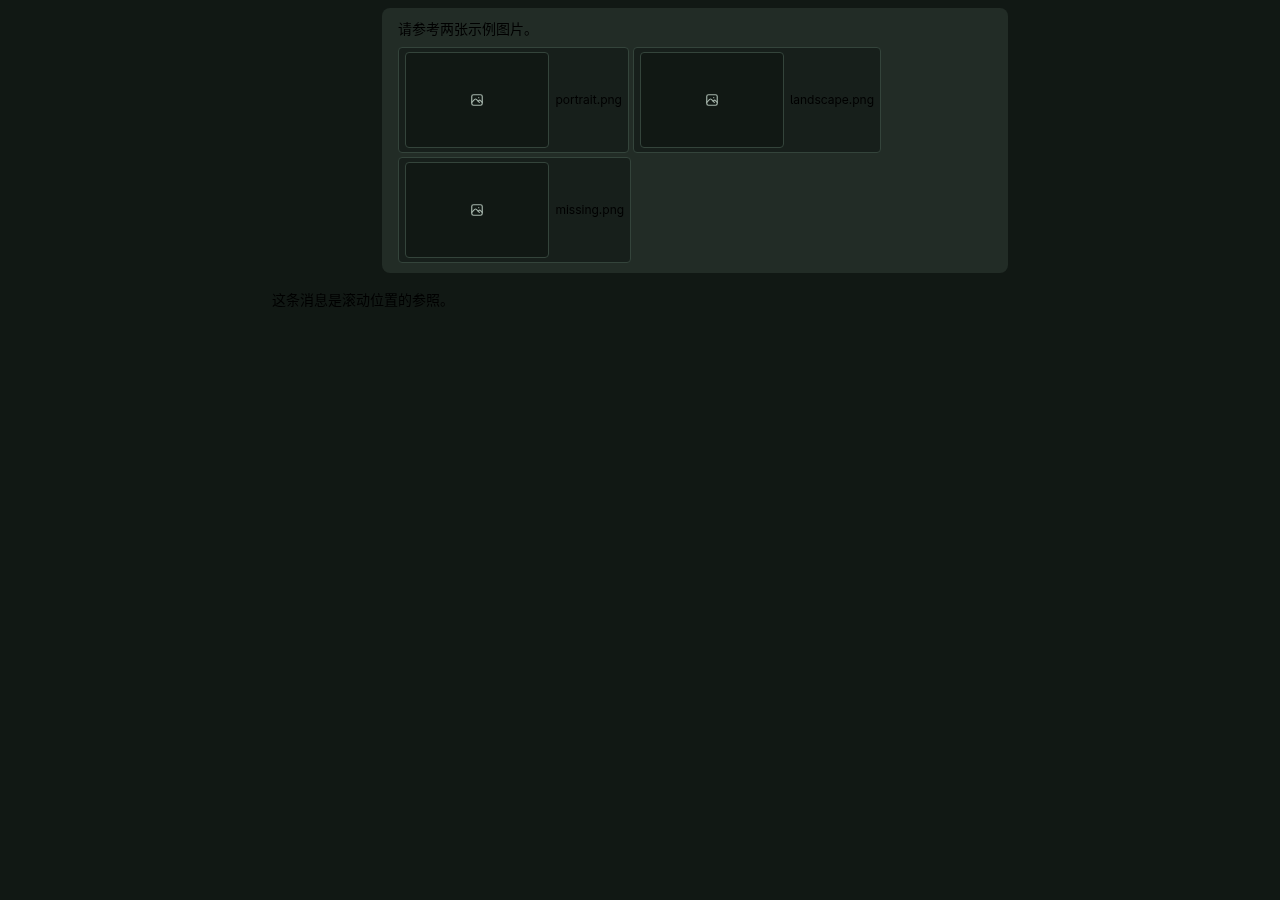 请参考两张示例图片。
portrait.png
landscape.png
missing.png
这条消息是滚动位置的参照。